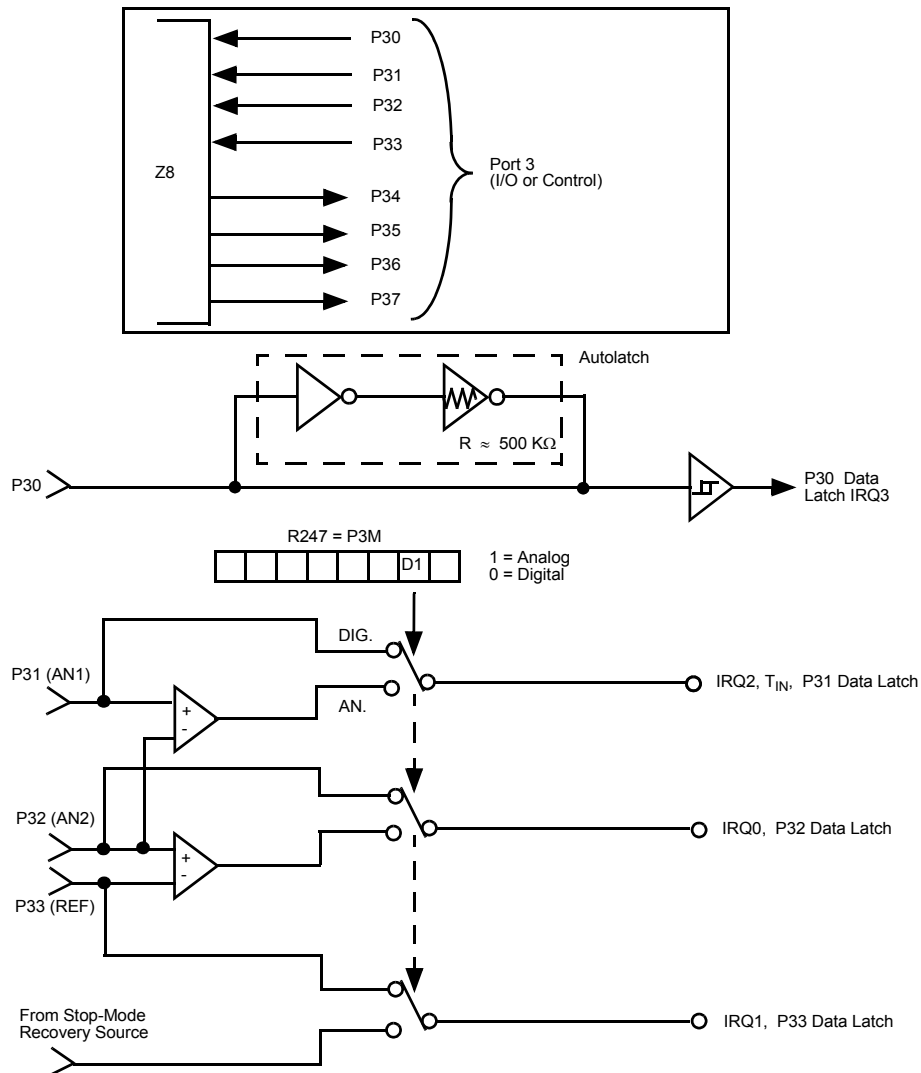 P30
P31
P32
P33
Z8
Port 3
(I/O or Control)
P34
P35
P36
P37
Autolatch
R ≈ 500 KΩ
P30
P30 Data
Latch IRQ3
R247 = P3M
D1
1 = Analog
0 = Digital
DIG.
P31 (AN1)
+
-
AN.
IRQ2, TIN, P31 Data Latch
P32 (AN2)
+
-
IRQ0, P32 Data Latch
P33 (REF)
From Stop-Mode
Recovery Source
IRQ1, P33 Data Latch